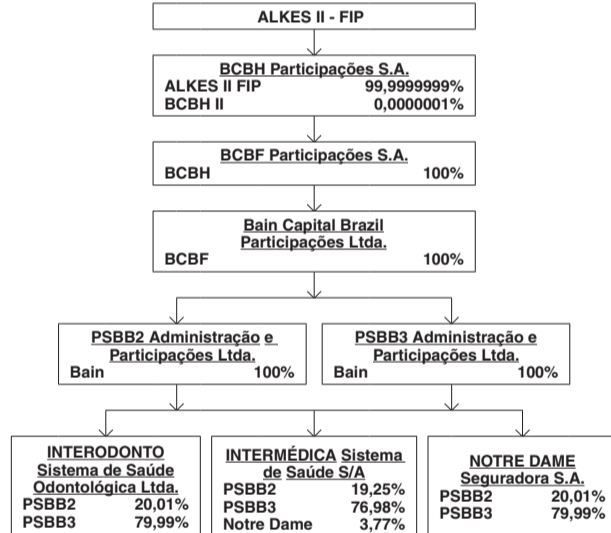 ALKES II - FIP
BCBH Participações S.A.
ALKES II FIP 99,9999999%
BCBH II 0,0000001%
BCBF Participações S.A.
BCBH 100%
Bain Capital Brazil
Participações Ltda.
BCBF 100%
PSBB2 Administração e
Participações Ltda.
Bain 100%
PSBB3 Administração e
Participações Ltda.
Bain 100%
INTERODONTO
Sistema de Saúde
Odontológica Ltda.
PSBB2 20,01%
PSBB3 79,99%
INTERMÉDICA Sistema
de Saúde S/A
PSBB2 19,25%
PSBB3 76,98%
Notre Dame 3,77%
NOTRE DAME
Seguradora S.A.
PSBB2 20,01%
PSBB3 79,99%